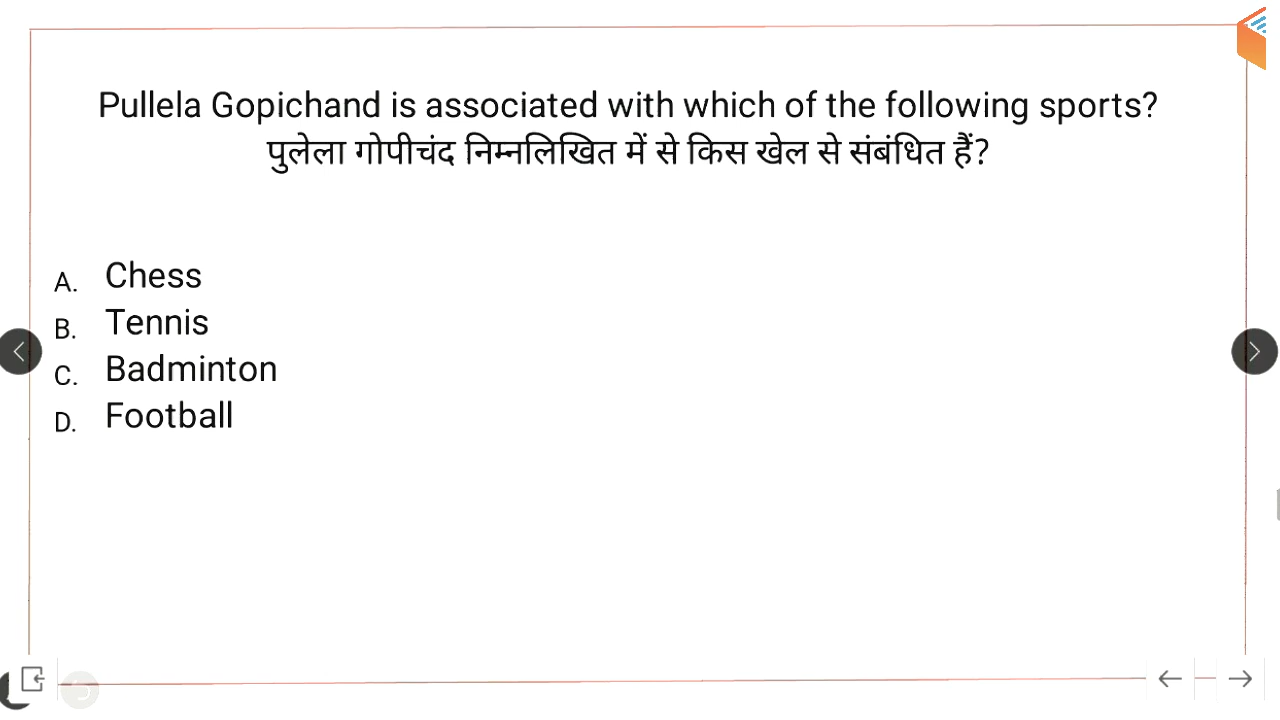 Pullela Gopichand is associated with which of the following sports?
पुलेला गोपीचंद निम्नलिखित में से किस खेल से संबंधित हैं?
A. Chess
B. Tennis
C. Badminton
D. Football